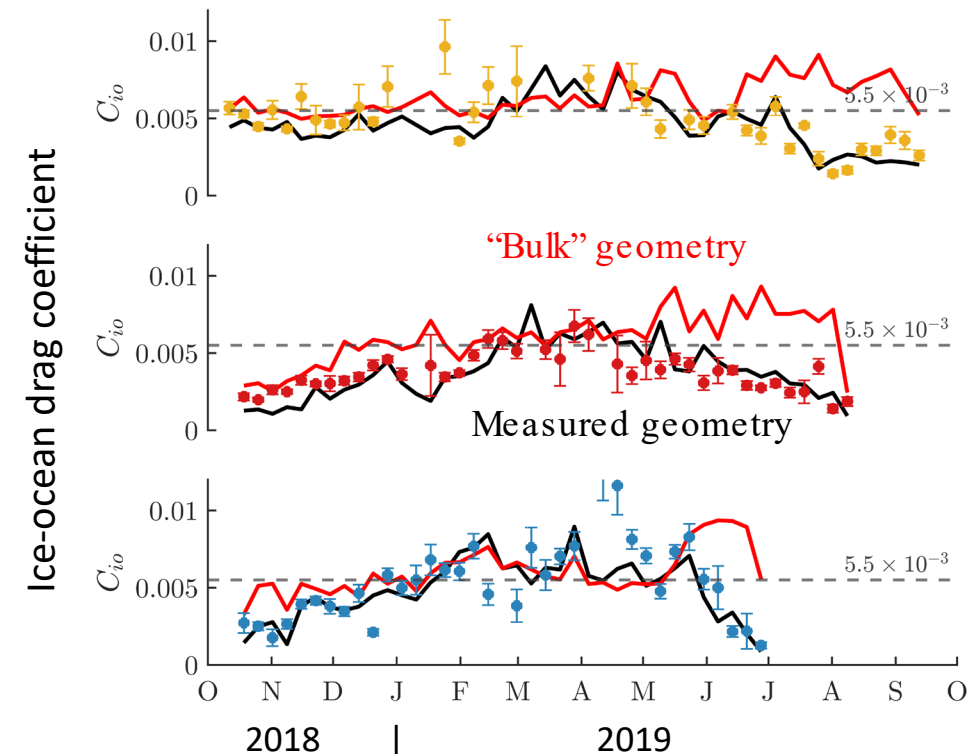 Ice-ocean drag coefficient
0.01
C_io
0.005
5.5 × 10⁻³
0
"Bulk" geometry
0.01
C_io
0.005
5.5 × 10⁻³
0
Measured geometry
0.01
C_io
0.005
5.5 × 10⁻³
0
O N D J F M A M J J A S O
2018 | 2019